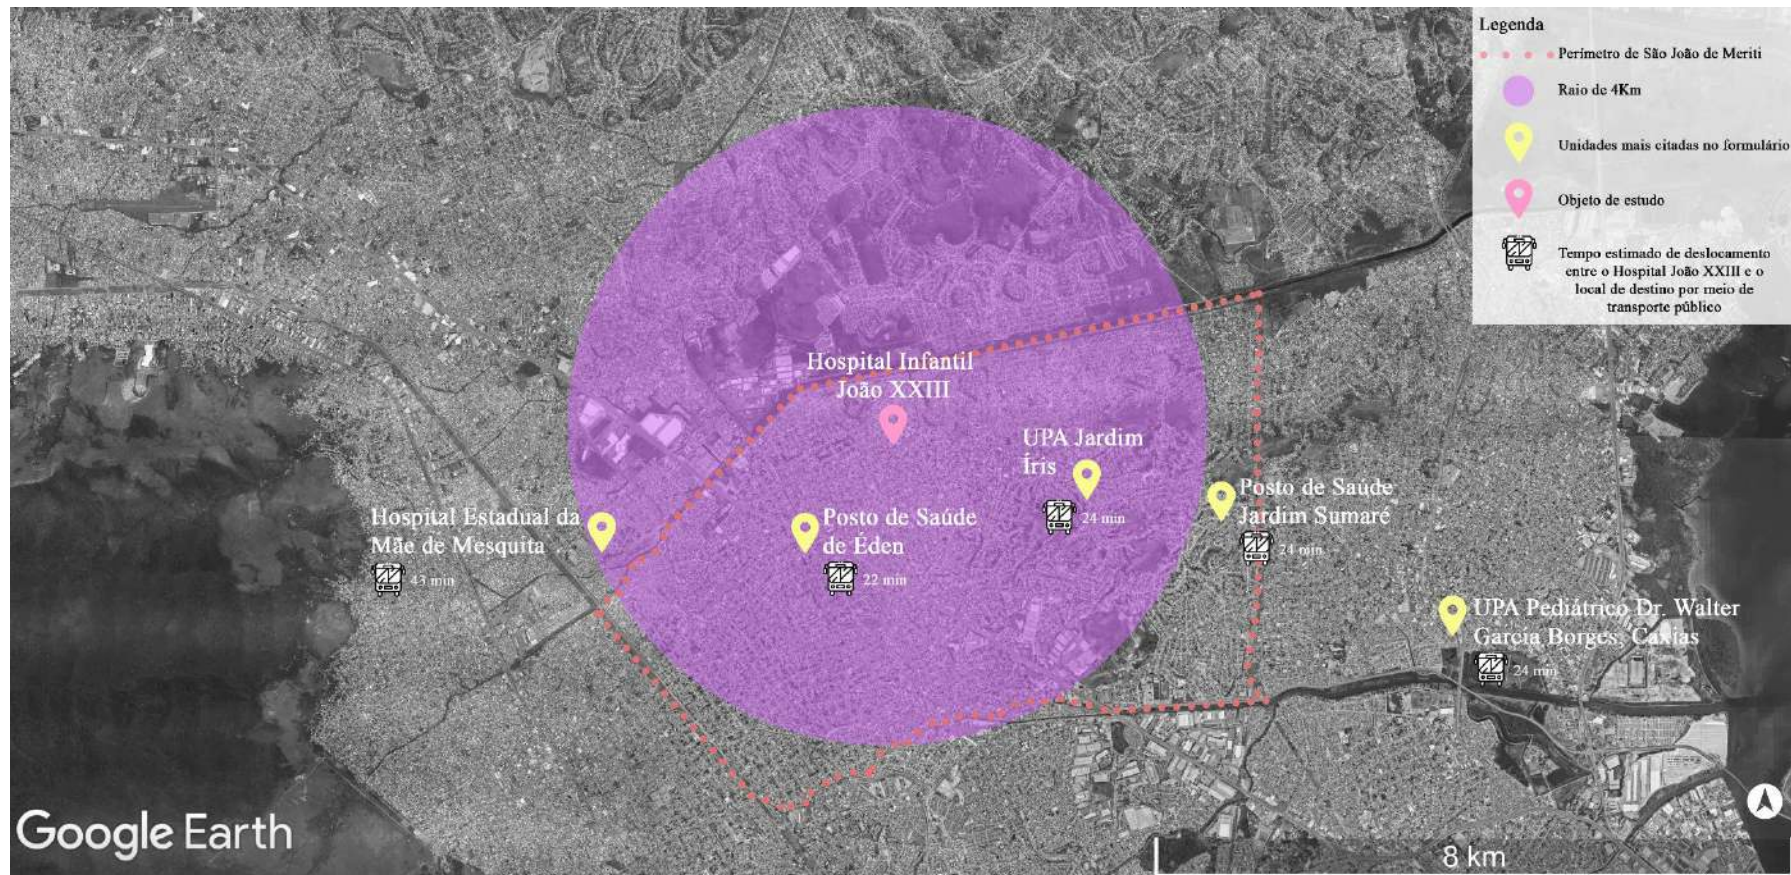 Legenda
Perímetro de São João de Meriti
Raio de 4Km
Unidades mais citadas no formulário
Objeto de estudo
Tempo estimado de deslocamento
entre o Hospital João XXIII e o
local de destino por meio de
transporte público
Hospital Infantil
João XXIII
UPA Jardim
Íris
24 min
Posto de Saúde
Jardim Sumaré
24 min
Hospital Estadual da
Mãe de Mesquita
43 min
Posto de Saúde
de Éden
22 min
UPA Pediátrico Dr. Walter
Garcia Borges, Caxias
24 min
Google Earth
8 km